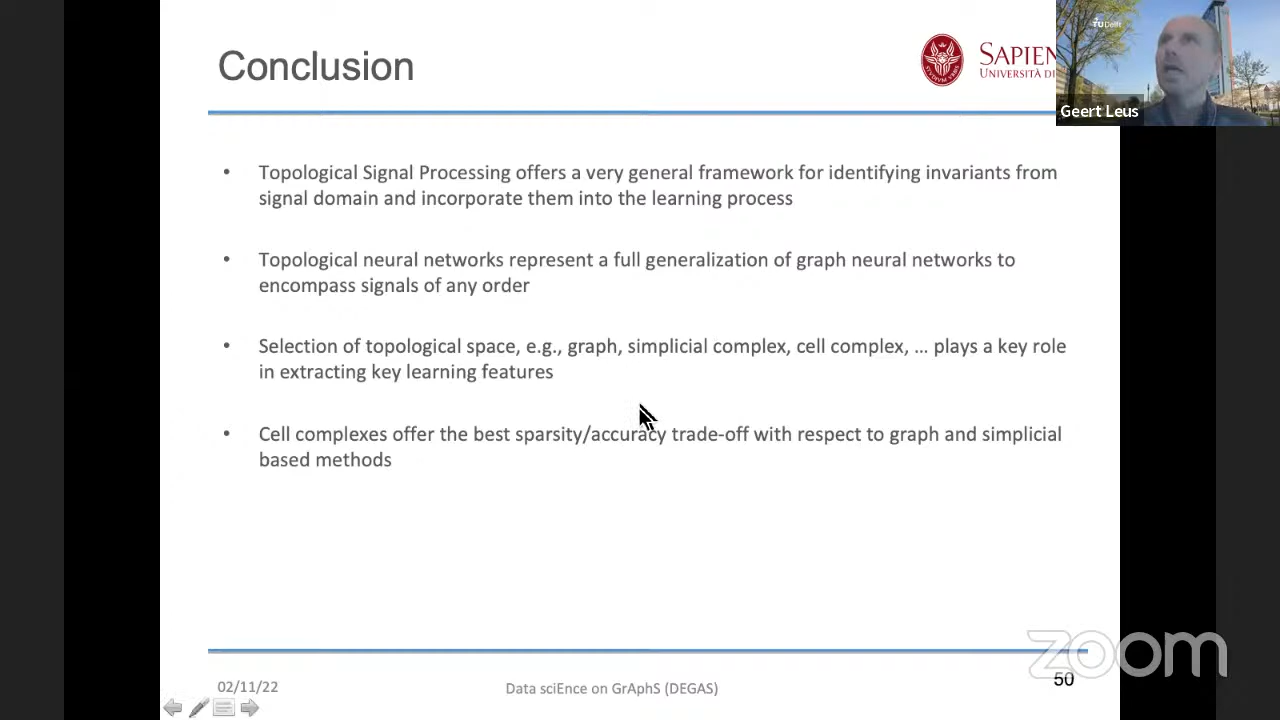 Conclusion
SAPIEN
UNIVERSITÀ DI
TUDelft
Geert Leus
• Topological Signal Processing offers a very general framework for identifying invariants from
signal domain and incorporate them into the learning process
• Topological neural networks represent a full generalization of graph neural networks to
encompass signals of any order
• Selection of topological space, e.g., graph, simplicial complex, cell complex, … plays a key role
in extracting key learning features
• Cell complexes offer the best sparsity/accuracy trade-off with respect to graph and simplicial
based methods
zoom
02/11/22
Data sciEnce on GrAphS (DEGAS)
50